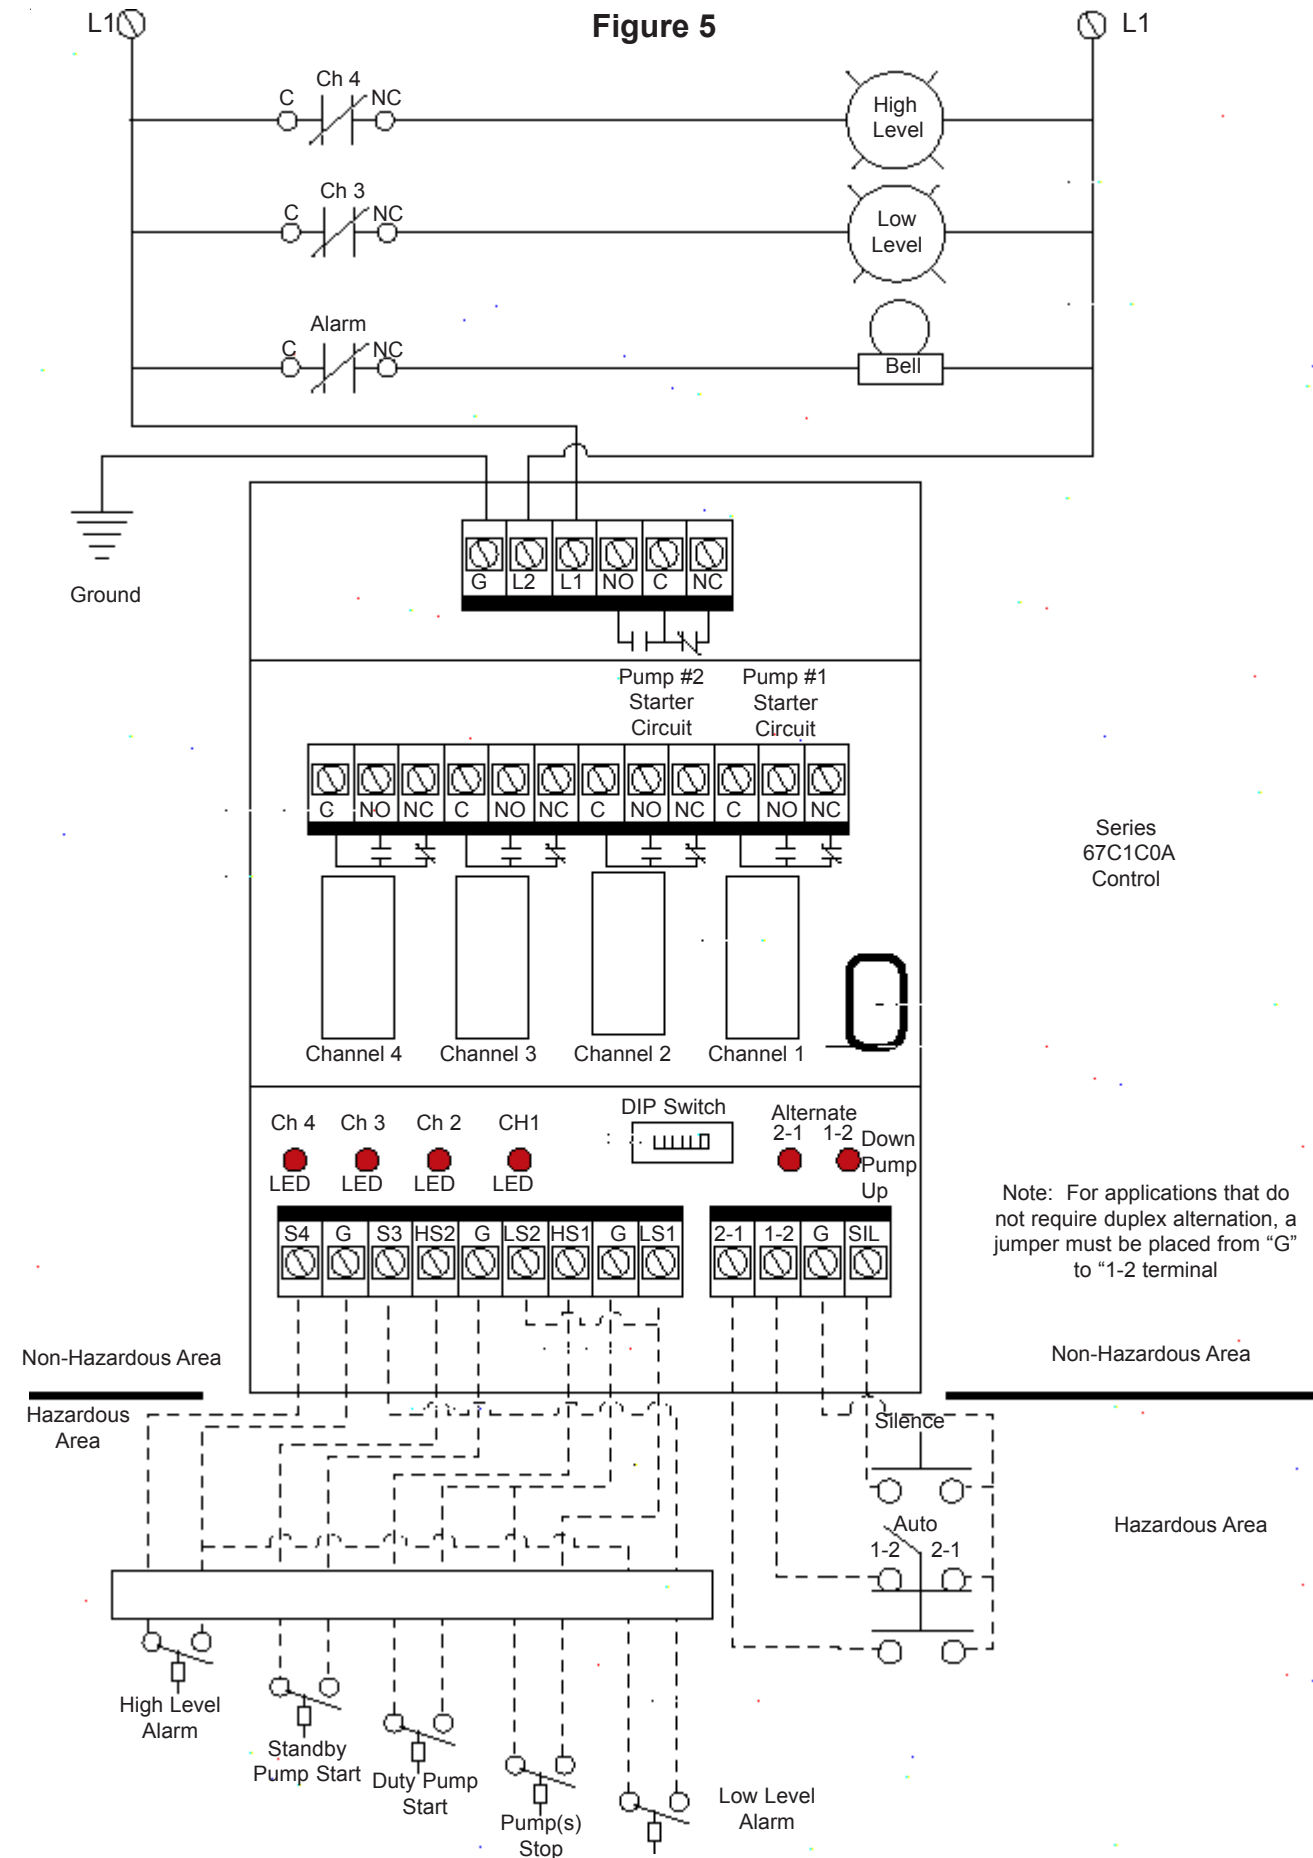 Figure 5
L1
L1
Ch 4
C
NC
High
Level
Ch 3
C
NC
Low
Level
Alarm
C
NC
Bell
Ground
G L2 L1 NO C NC
Pump #2
Starter
Circuit
Pump #1
Starter
Circuit
C NO NC C NO NC C NO NC C NO NC
Series
67C1C0A
Control
Channel 4
Channel 3
Channel 2
Channel 1
Ch 4
LED
Ch 3
LED
Ch 2
LED
CH1
LED
DIP Switch
Alternate
2-1 1-2
Down
Pump
Up
S4 G S3 HS2 G LS2 HS1 G LS1
2-1 1-2 G SIL
Note: For applications that do
not require duplex alternation, a
jumper must be placed from “G”
to “1-2 terminal
Non-Hazardous Area
Non-Hazardous Area
Hazardous
Area
Silence
Auto
1-2 2-1
Hazardous Area
High Level
Alarm
Standby
Pump Start
Duty Pump
Start
Pump(s)
Stop
Low Level
Alarm